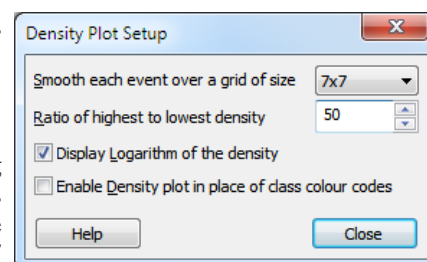 Density Plot Setup
Smooth each event over a grid of size 7x7
Ratio of highest to lowest density 50
Display Logarithm of the density
Enable Density plot in place of class colour codes
Help Close